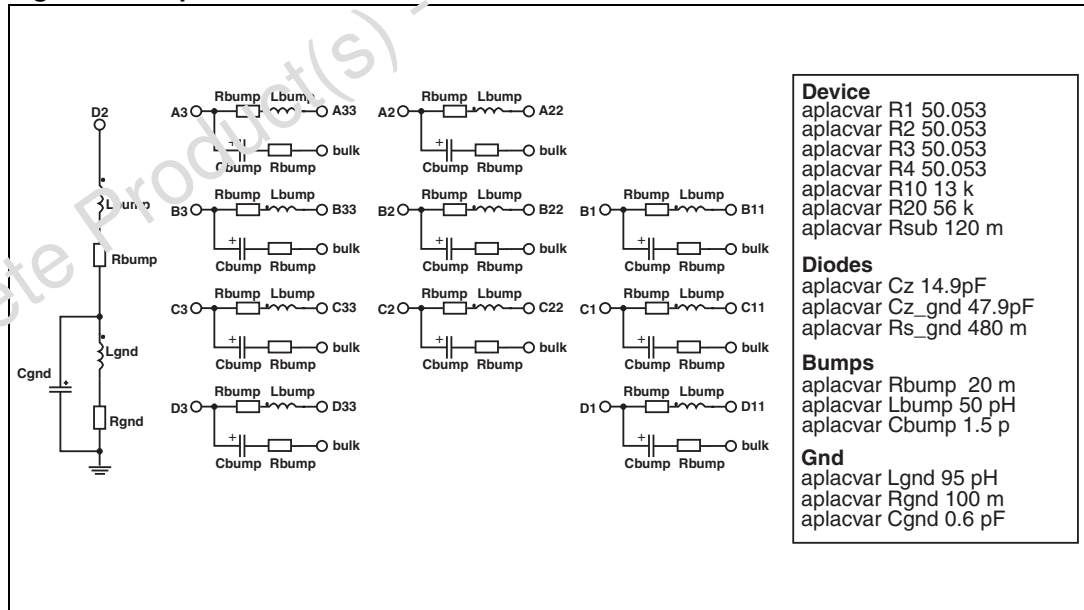 ete Product(s) -
D2
Lbump
Rbump
Lgnd
Cgnd
Rgnd
Rbump Lbump
A3 A33
bulk
Cbump Rbump
Rbump Lbump
A2 A22
bulk
Cbump Rbump
Rbump Lbump
B3 B33
bulk
Cbump Rbump
Rbump Lbump
B2 B22
bulk
Cbump Rbump
Rbump Lbump
B1 B11
bulk
Cbump Rbump
Rbump Lbump
C3 C33
bulk
Cbump Rbump
Rbump Lbump
C2 C22
bulk
Cbump Rbump
Rbump Lbump
C1 C11
bulk
Cbump Rbump
Rbump Lbump
D3 D33
bulk
Cbump Rbump
Rbump Lbump
D1 D11
bulk
Cbump Rbump
Device
aplacvar R1 50.053
aplacvar R2 50.053
aplacvar R3 50.053
aplacvar R4 50.053
aplacvar R10 13 k
aplacvar R20 56 k
aplacvar Rsub 120 m
Diodes
aplacvar Cz 14.9pF
aplacvar Cz_gnd 47.9pF
aplacvar Rs_gnd 480 m
Bumps
aplacvar Rbump 20 m
aplacvar Lbump 50 pH
aplacvar Cbump 1.5 p
Gnd
aplacvar Lgnd 95 pH
aplacvar Rgnd 100 m
aplacvar Cgnd 0.6 pF